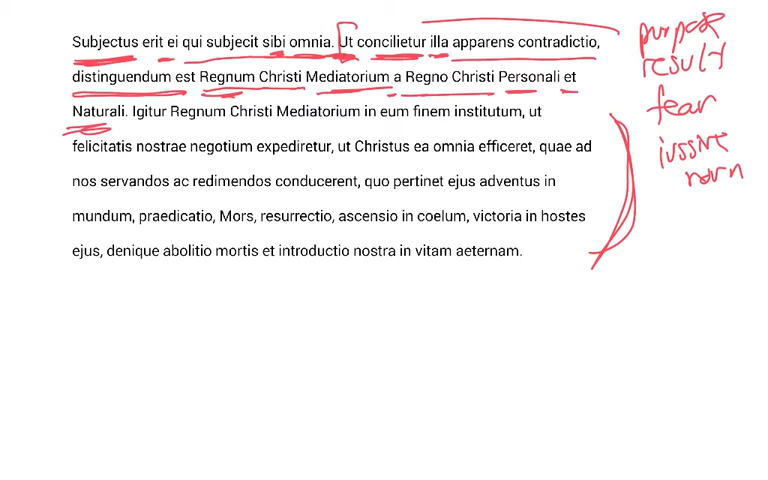 Subjectus erit ei qui subjecit sibi omnia. Ut concilietur illa apparens contradictio,
distinguendum est Regnum Christi Mediatorium a Regno Christi Personali et
Naturali. Igitur Regnum Christi Mediatorium in eum finem institutum, ut
felicitatis nostrae negotium expediretur, ut Christus ea omnia efficeret, quae ad
nos servandos ac redimendos conducerent, quo pertinet ejus adventus in
mundum, praedicatio, Mors, resurrectio, ascensio in coelum, victoria in hostes
ejus, denique abolitio mortis et introductio nostra in vitam aeternam.
purpose
result
fear
iussive
noun